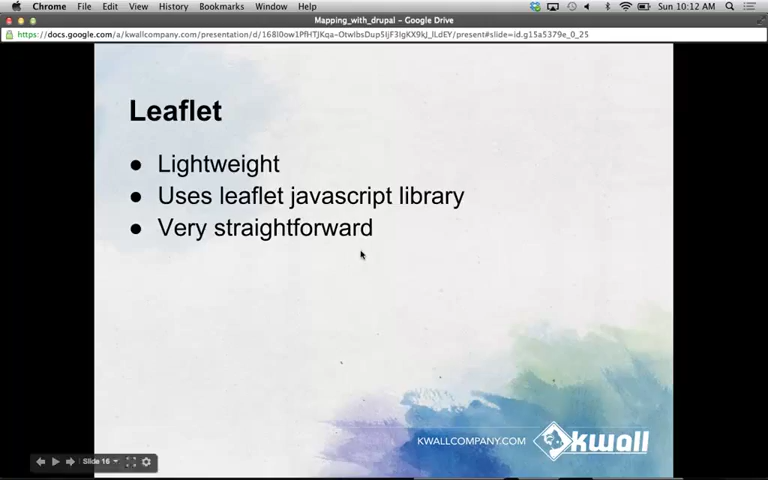 Chrome File Edit View History Bookmarks Window Help Sun 10:12 AM
Mapping_with_drupal – Google Drive
Leaflet
● Lightweight
● Uses leaflet javascript library
● Very straightforward
KWALLCOMPANY.COM kwall
Slide 16